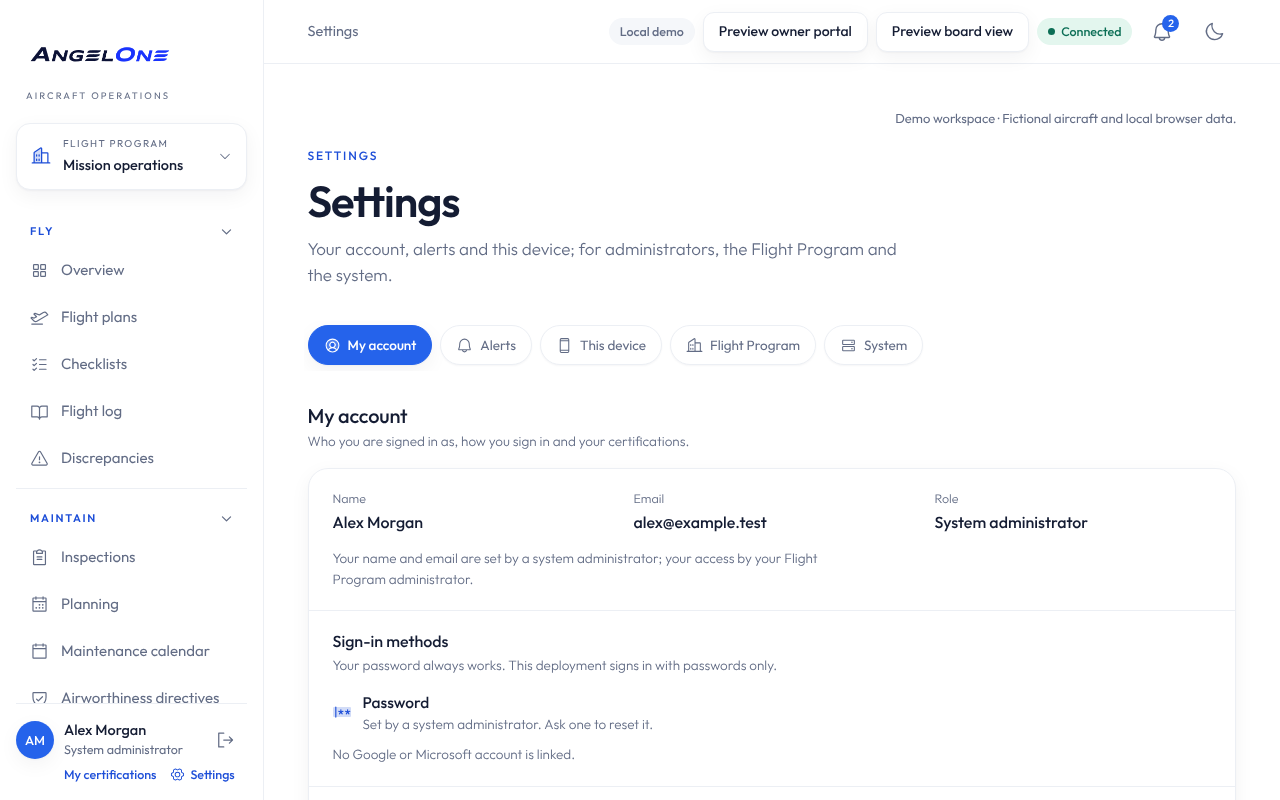 ANGELONE
AIRCRAFT OPERATIONS
FLIGHT PROGRAM
Mission operations
FLY
Overview
Flight plans
Checklists
Flight log
Discrepancies
MAINTAIN
Inspections
Planning
Maintenance calendar
Airworthiness directives
AM
Alex Morgan
System administrator
My certifications
Settings
Settings
Local demo
Preview owner portal
Preview board view
Connected
2
Demo workspace · Fictional aircraft and local browser data.
SETTINGS
Settings
Your account, alerts and this device; for administrators, the Flight Program and
the system.
My account
Alerts
This device
Flight Program
System
My account
Who you are signed in as, how you sign in and your certifications.
Name
Alex Morgan
Email
alex@example.test
Role
System administrator
Your name and email are set by a system administrator; your access by your Flight
Program administrator.
Sign-in methods
Your password always works. This deployment signs in with passwords only.
Password
Set by a system administrator. Ask one to reset it.
No Google or Microsoft account is linked.